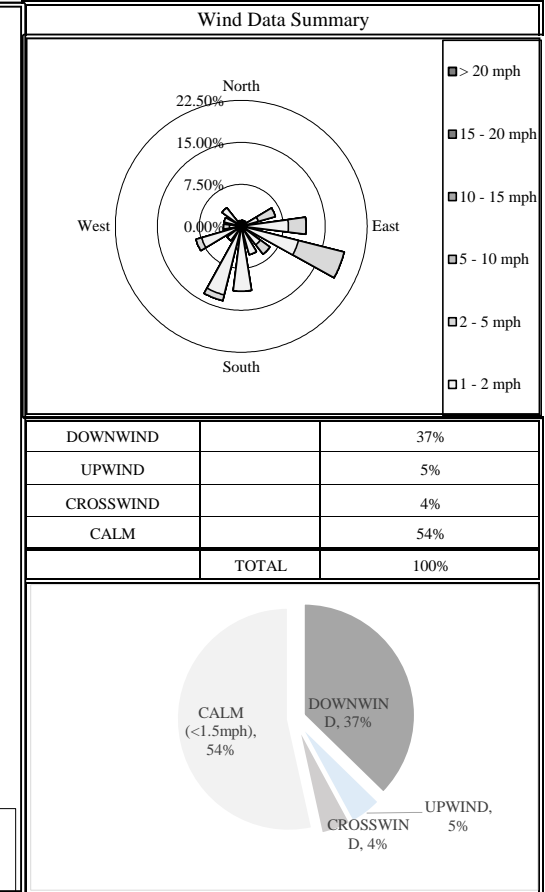 Wind Data Summary
North
22.50%
15.00%
7.50%
0.00%
West
East
South
> 20 mph
15 - 20 mph
10 - 15 mph
5 - 10 mph
2 - 5 mph
1 - 2 mph
DOWNWIND 37%
UPWIND 5%
CROSSWIND 4%
CALM 54%
TOTAL 100%
CALM
(<1.5mph),
54%
DOWNWIN
D, 37%
UPWIND,
5%
CROSSWIN
D, 4%